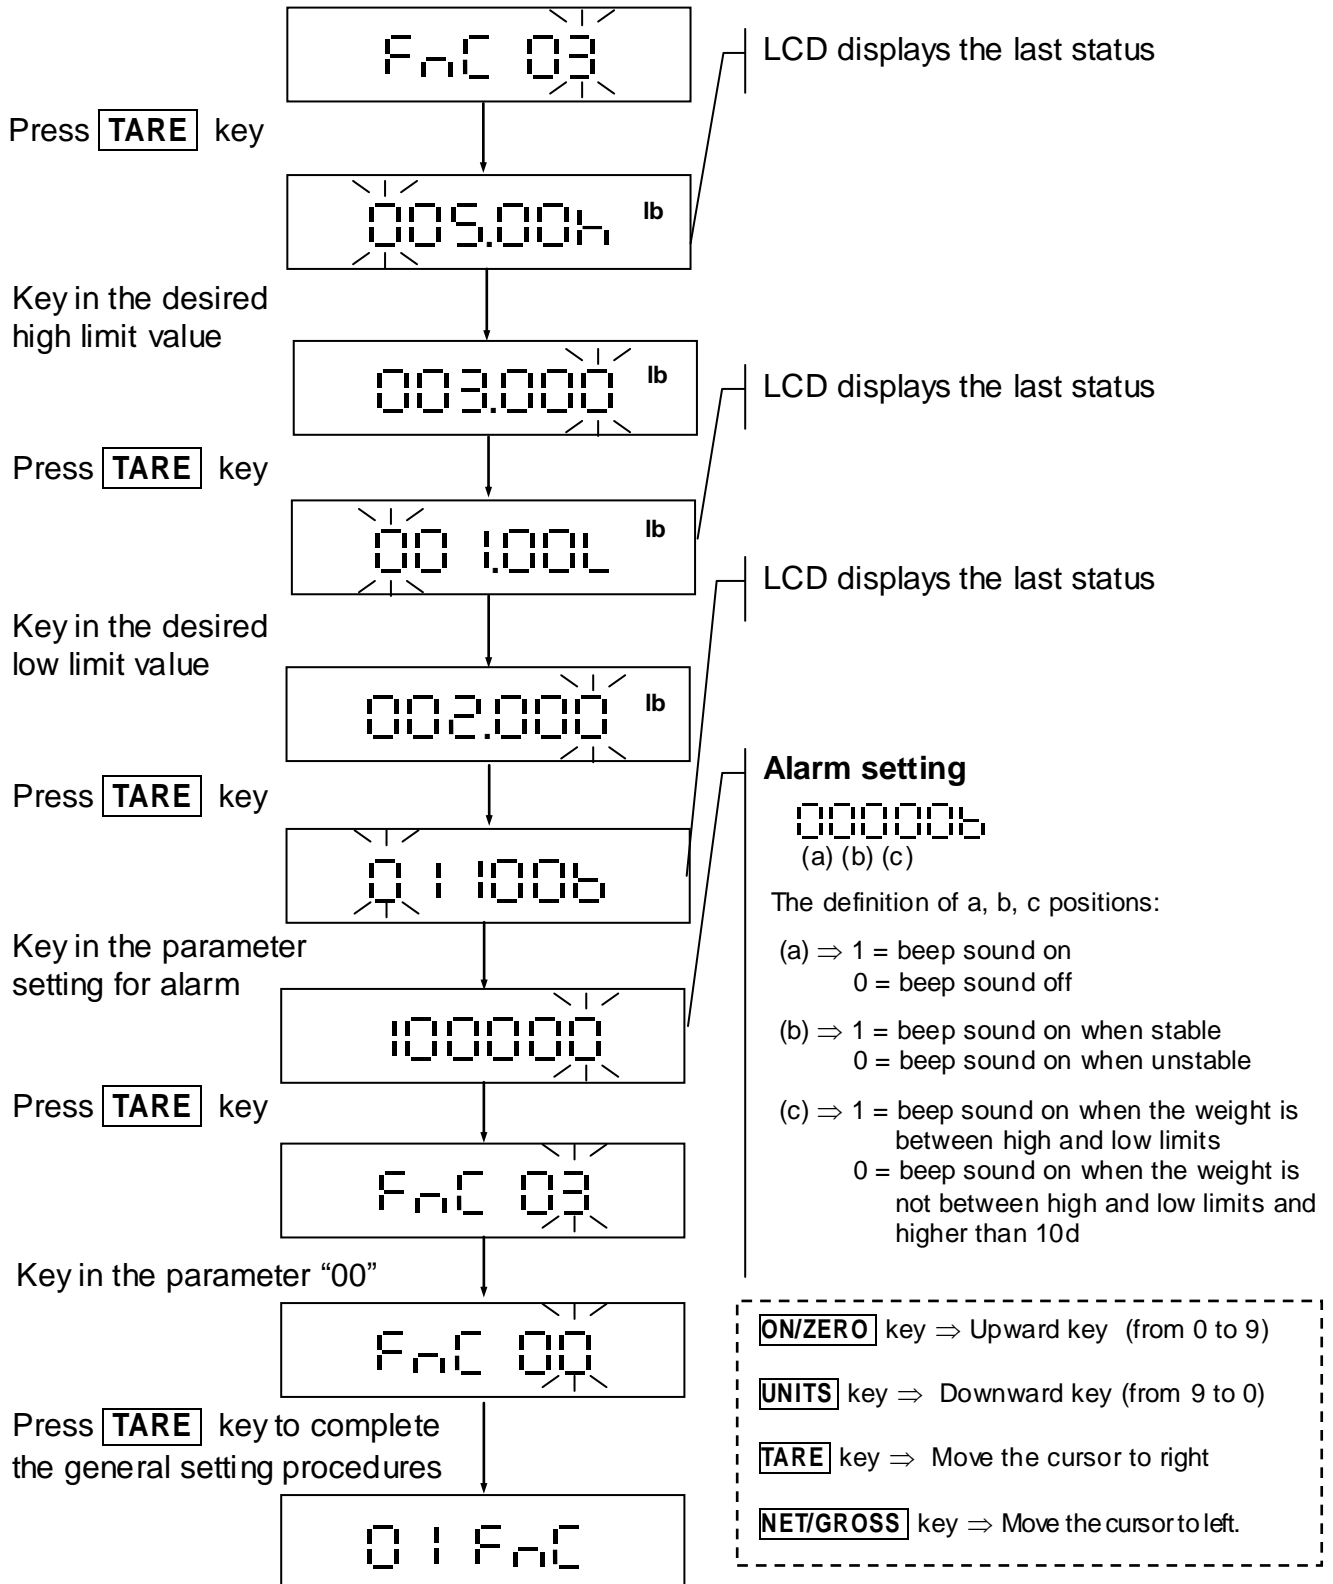 FnC 03
LCD displays the last status
Press TARE key
005.00h lb
Key in the desired
high limit value
003.000 lb
LCD displays the last status
Press TARE key
001.00L lb
LCD displays the last status
Key in the desired
low limit value
002.000 lb
Press TARE key
011100b
Key in the parameter
setting for alarm
100000
Press TARE key
FnC 03
Key in the parameter “00”
FnC 00
Press TARE key to complete
the general setting procedures
01 FnC
Alarm setting
00000b
(a) (b) (c)
The definition of a, b, c positions:
(a) ⇒ 1 = beep sound on
0 = beep sound off
(b) ⇒ 1 = beep sound on when stable
0 = beep sound on when unstable
(c) ⇒ 1 = beep sound on when the weight is
between high and low limits
0 = beep sound on when the weight is
not between high and low limits and
higher than 10d
ON/ZERO key ⇒ Upward key (from 0 to 9)
UNITS key ⇒ Downward key (from 9 to 0)
TARE key ⇒ Move the cursor to right
NET/GROSS key ⇒ Move the cursor to left.